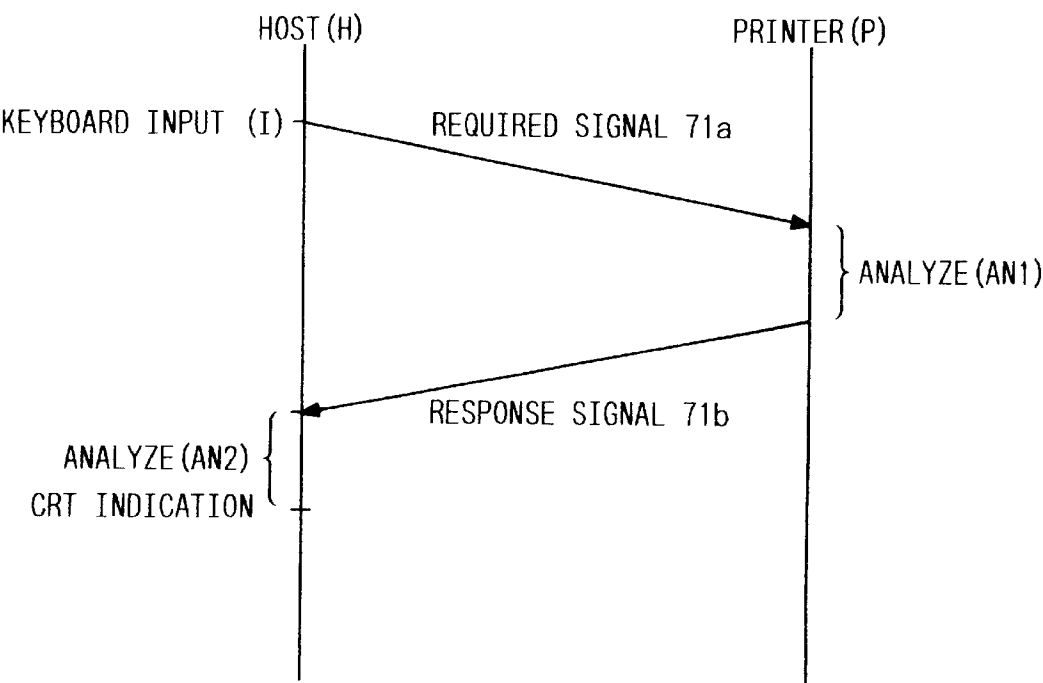 HOST(H)
PRINTER(P)
KEYBOARD INPUT (I)
REQUIRED SIGNAL 71a
ANALYZE(AN1)
RESPONSE SIGNAL 71b
ANALYZE(AN2)
CRT INDICATION